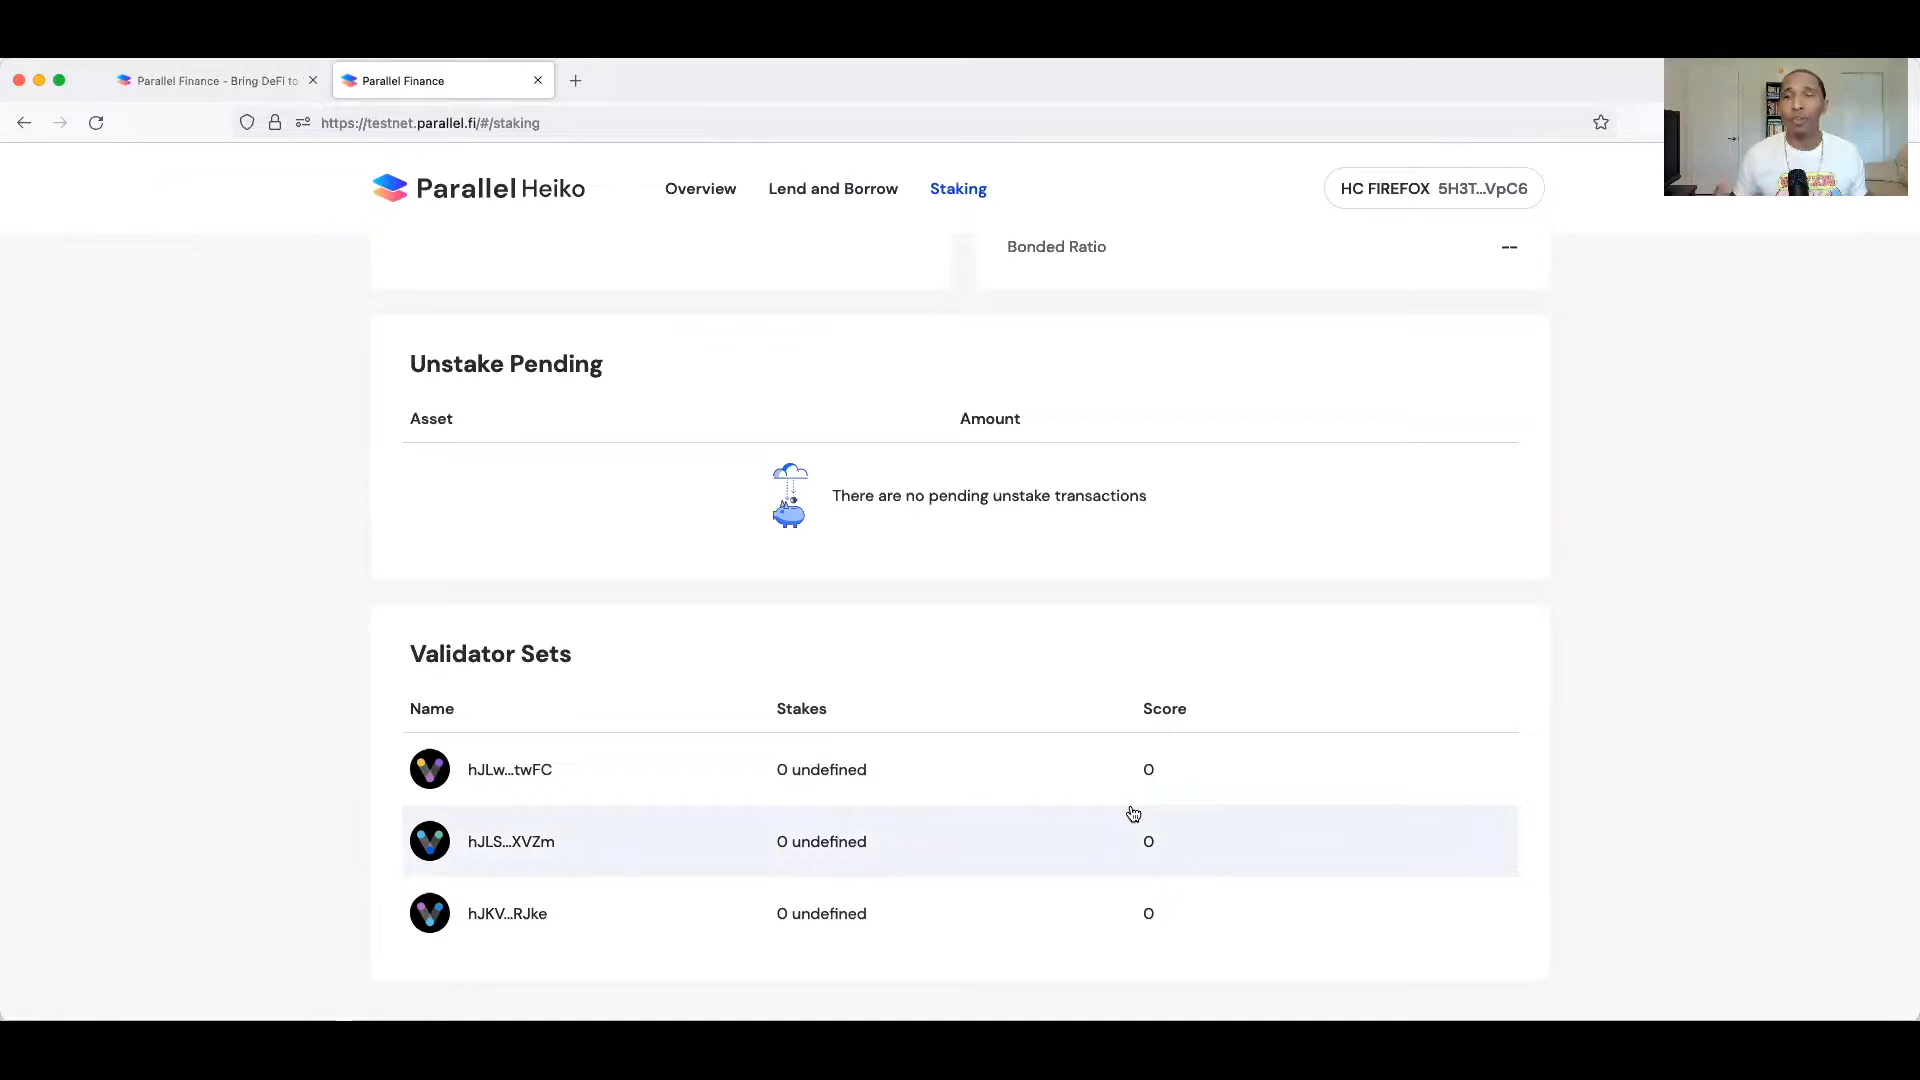 Parallel Finance - Bring DeFi to
Parallel Finance
https://testnet.parallel.fi/#/staking
Parallel Heiko
Overview
Lend and Borrow
Staking
HC FIREFOX 5H3T...VpC6
Bonded Ratio --
Unstake Pending
Asset Amount
There are no pending unstake transactions
Validator Sets
Name Stakes Score
hJLw...twFC 0 undefined 0
hJLS...XVZm 0 undefined 0
hJKV...RJke 0 undefined 0